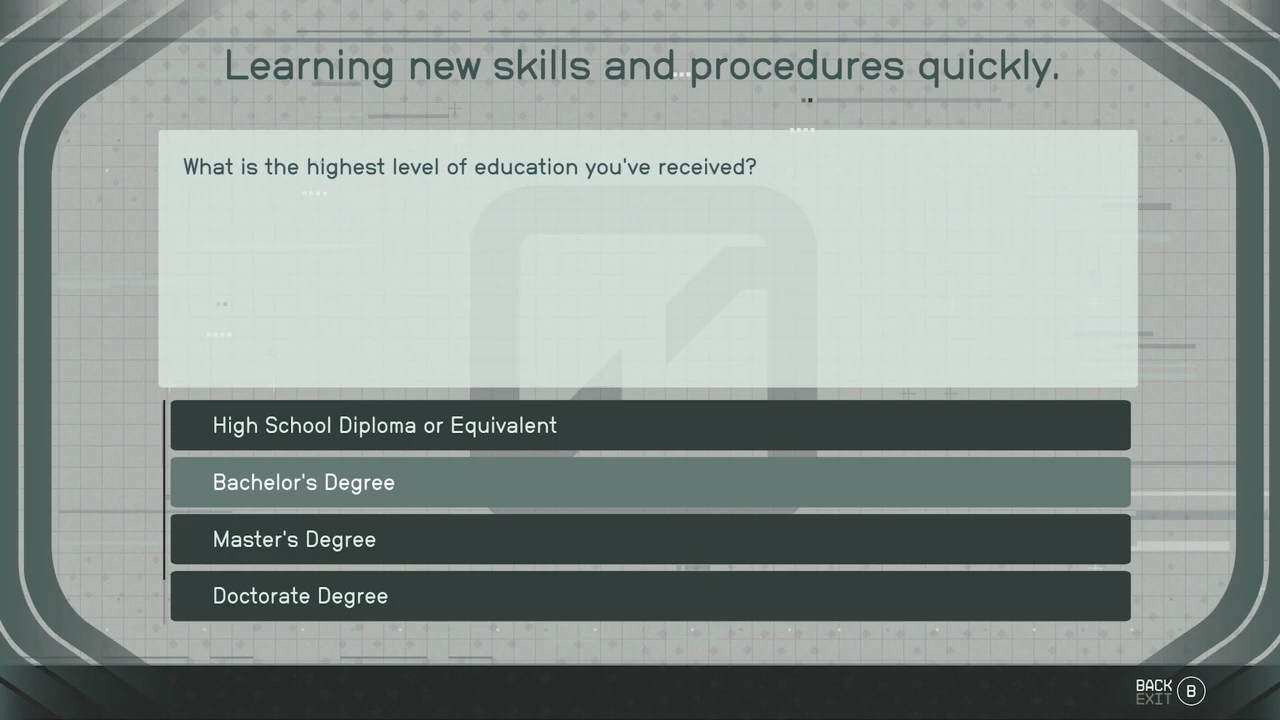 Learning new skills and procedures quickly.
What is the highest level of education you've received?
High School Diploma or Equivalent
Bachelor's Degree
Master's Degree
Doctorate Degree
BACK
EXIT
B